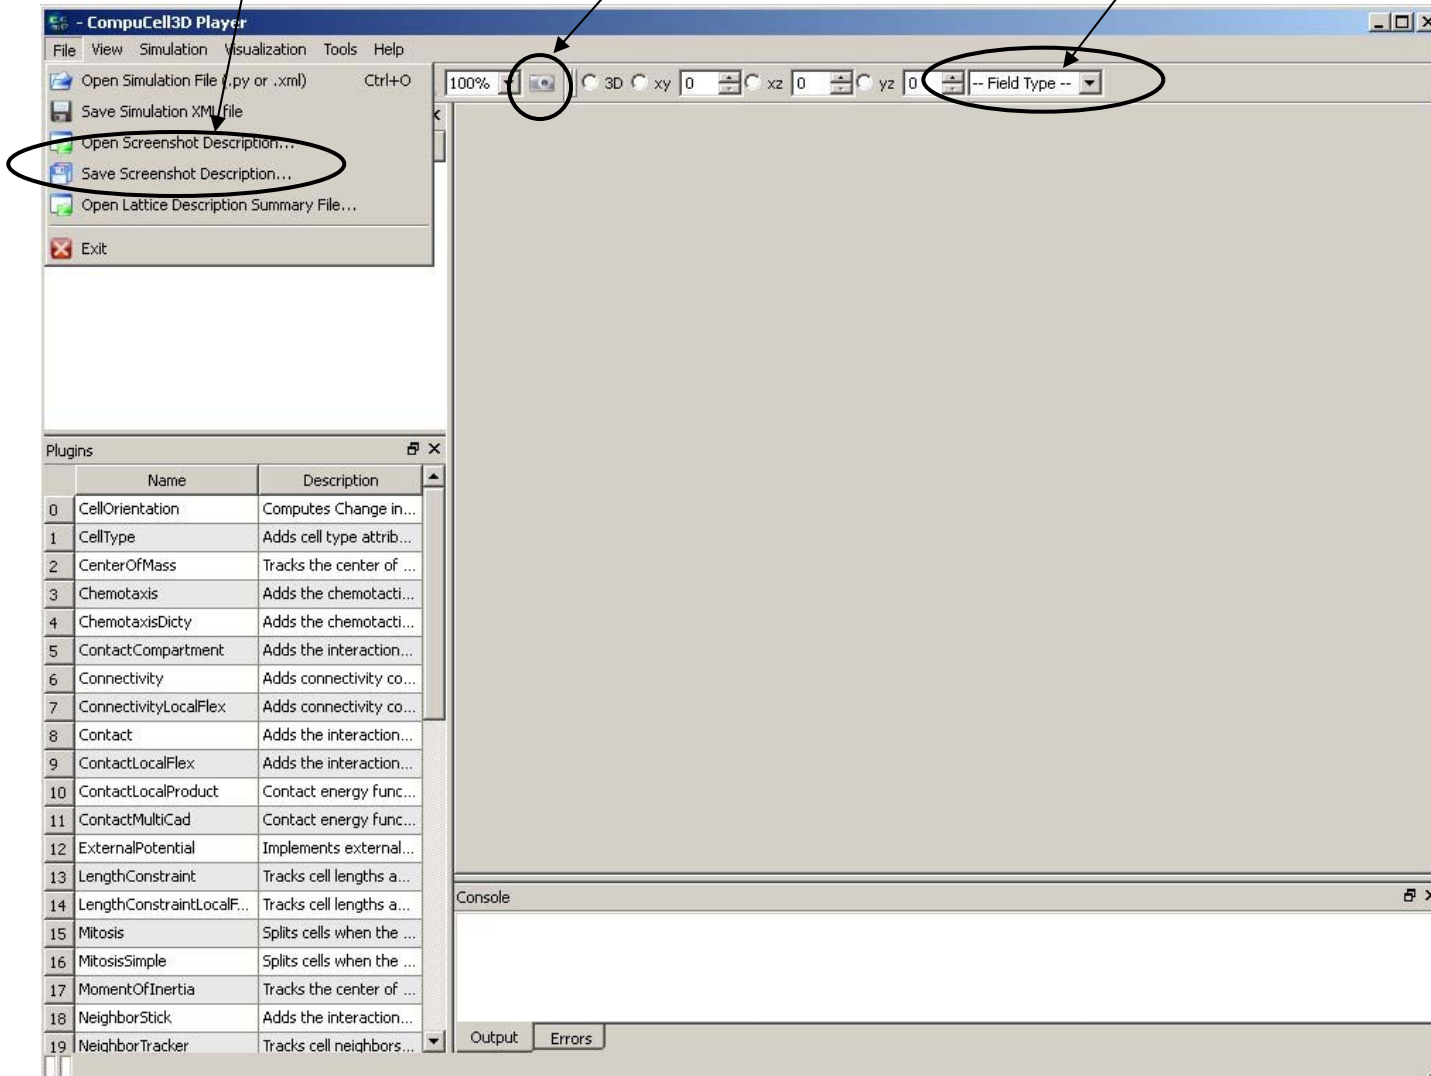 - CompuCell3D Player
File View Simulation Visualization Tools Help
Open Simulation File (.py or .xml) Ctrl+O
100% 3D xy 0 xz 0 yz 0 -- Field Type --
Save Simulation XML file
Open Screenshot Description...
Save Screenshot Description...
Open Lattice Description Summary File...
Exit
Plugins
Name Description
0 CellOrientation Computes Change in...
1 CellType Adds cell type attrib...
2 CenterOfMass Tracks the center of ...
3 Chemotaxis Adds the chemotacti...
4 ChemotaxisDicty Adds the chemotacti...
5 ContactCompartment Adds the interaction...
6 Connectivity Adds connectivity co...
7 ConnectivityLocalFlex Adds connectivity co...
8 Contact Adds the interaction...
9 ContactLocalFlex Adds the interaction...
10 ContactLocalProduct Contact energy func...
11 ContactMultiCad Contact energy func...
12 ExternalPotential Implements external...
13 LengthConstraint Tracks cell lengths a...
14 LengthConstraintLocalF... Tracks cell lengths a...
15 Mitosis Splits cells when the ...
16 MitosisSimple Splits cells when the ...
17 MomentOfInertia Tracks the center of ...
18 NeighborStick Adds the interaction...
19 NeighborTracker Tracks cell neighbors...
Console
Output Errors